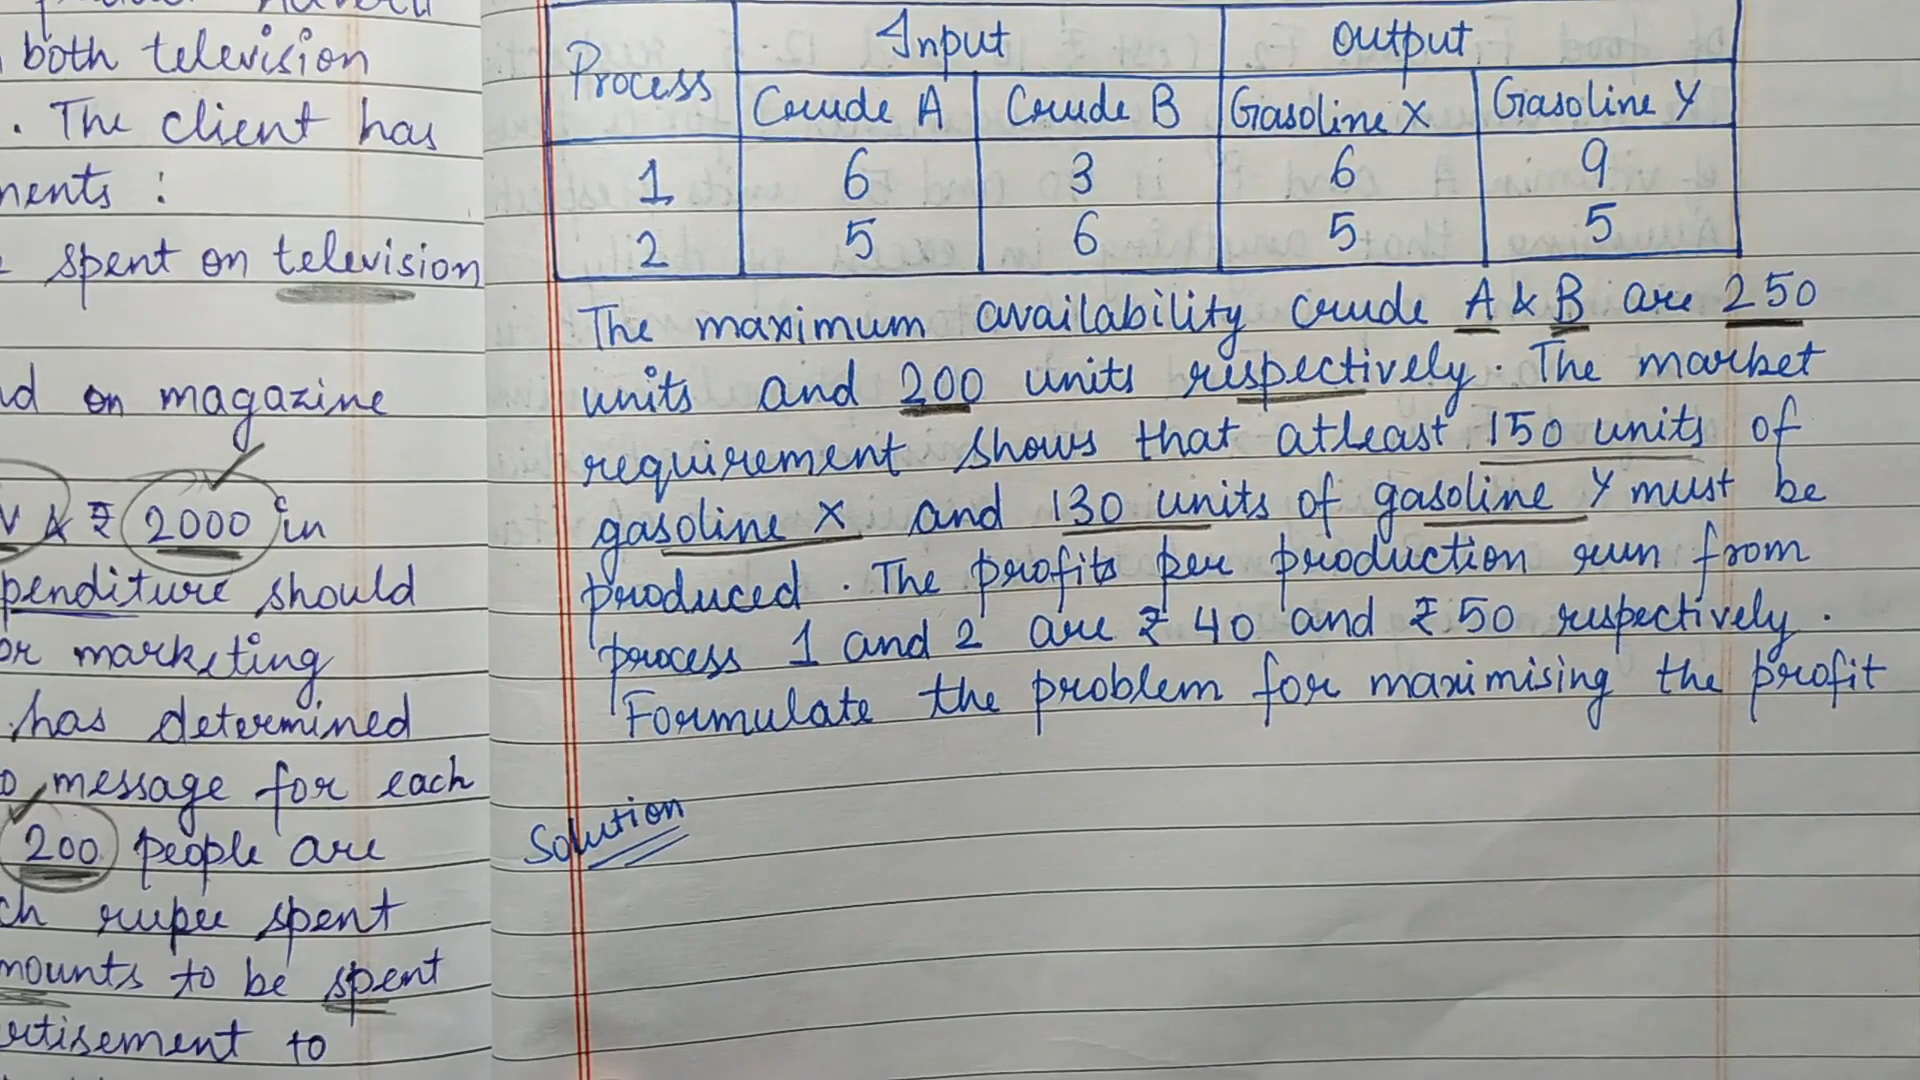 both television
. The client has
ments :
spent on television
on magazine
V & ₹ 2000 in
penditure should
or marketing
has determined
message for each
200 people are
ch rupee spent
mounts to be spent
ertisement to
Process Input Output
Crude A Crude B Gasoline X Gasoline Y
1 6 3 6 9
2 5 6 5 5
The maximum availability crude A & B are 250
units and 200 units respectively. The market
requirement shows that atleast 150 units of
gasoline X and 130 units of gasoline Y must be
produced. The profits per production run from
process 1 and 2 are ₹ 40 and ₹ 50 respectively.
Formulate the problem for maximising the profit
Solution